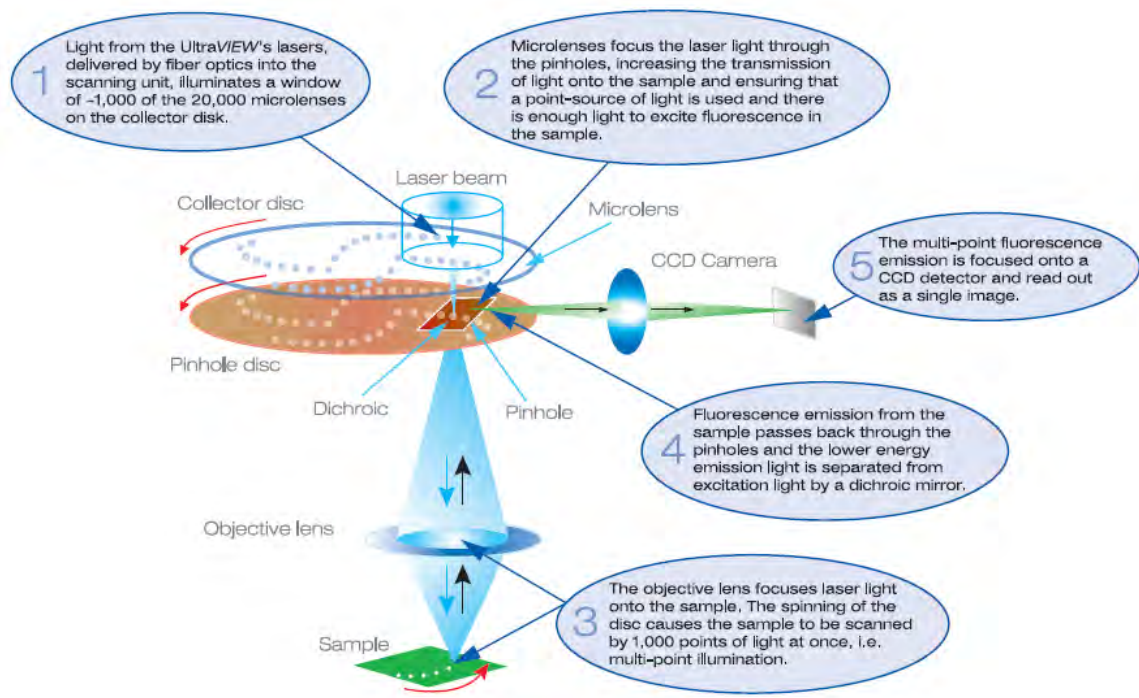 1
Light from the UltraVIEW's lasers,
delivered by fiber optics into the
scanning unit, illuminates a window
of ~1,000 of the 20,000 microlenses
on the collector disk.
2
Microlenses focus the laser light through
the pinholes, increasing the transmission
of light onto the sample and ensuring that
a point-source of light is used and there
is enough light to excite fluorescence in
the sample.
Laser beam
Collector disc
Microlens
CCD Camera
5
The multi-point fluorescence
emission is focused onto a
CCD detector and read out
as a single image.
Pinhole disc
Dichroic
Pinhole
4
Fluorescence emission from the
sample passes back through the
pinholes and the lower energy
emission light is separated from
excitation light by a dichroic mirror.
Objective lens
3
The objective lens focuses laser light
onto the sample. The spinning of the
disc causes the sample to be scanned
by 1,000 points of light at once, i.e.
multi-point illumination.
Sample